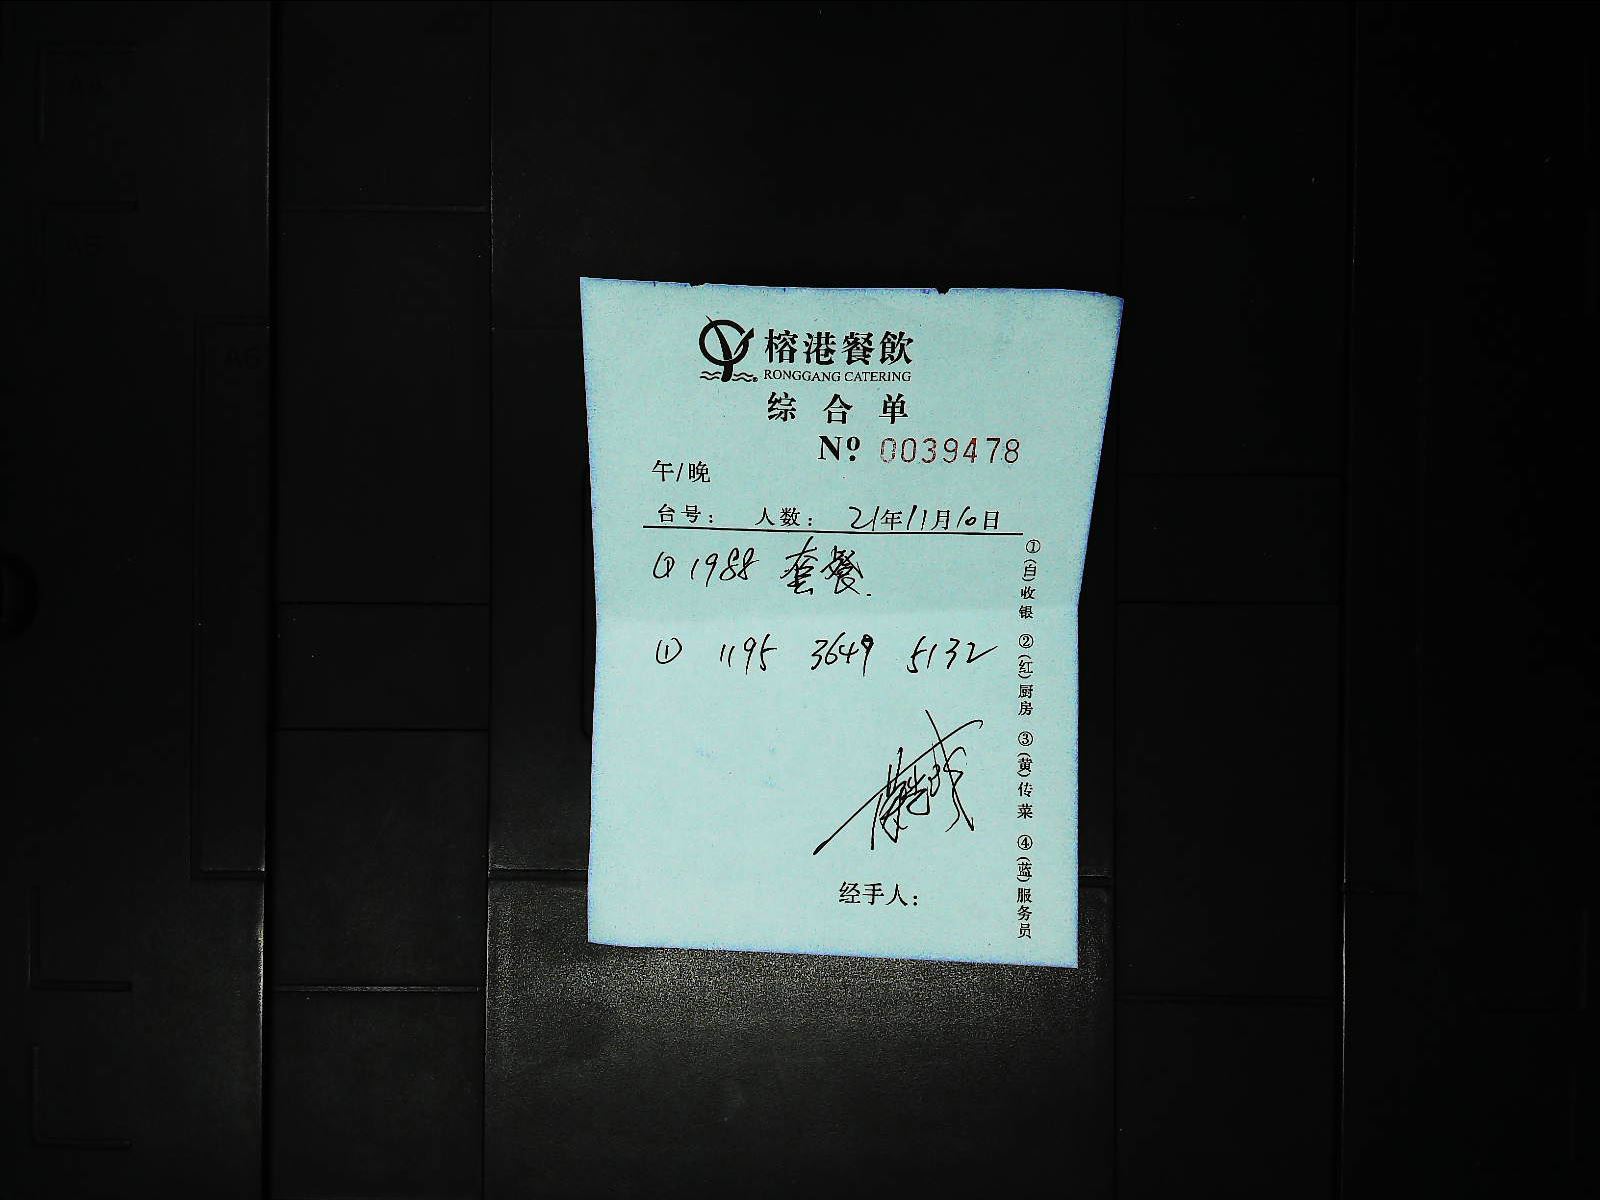 榕港餐飲
RONGGANG CATERING
综合单
Nº 0039478
午/晚
台号: 人数: 21年11月10日
① 1988 套餐.
① 1195 3649 5132
经手人:
①(白)收银 ②(红)厨房 ③(黄)传菜 ④(蓝)服务员
A5
A6